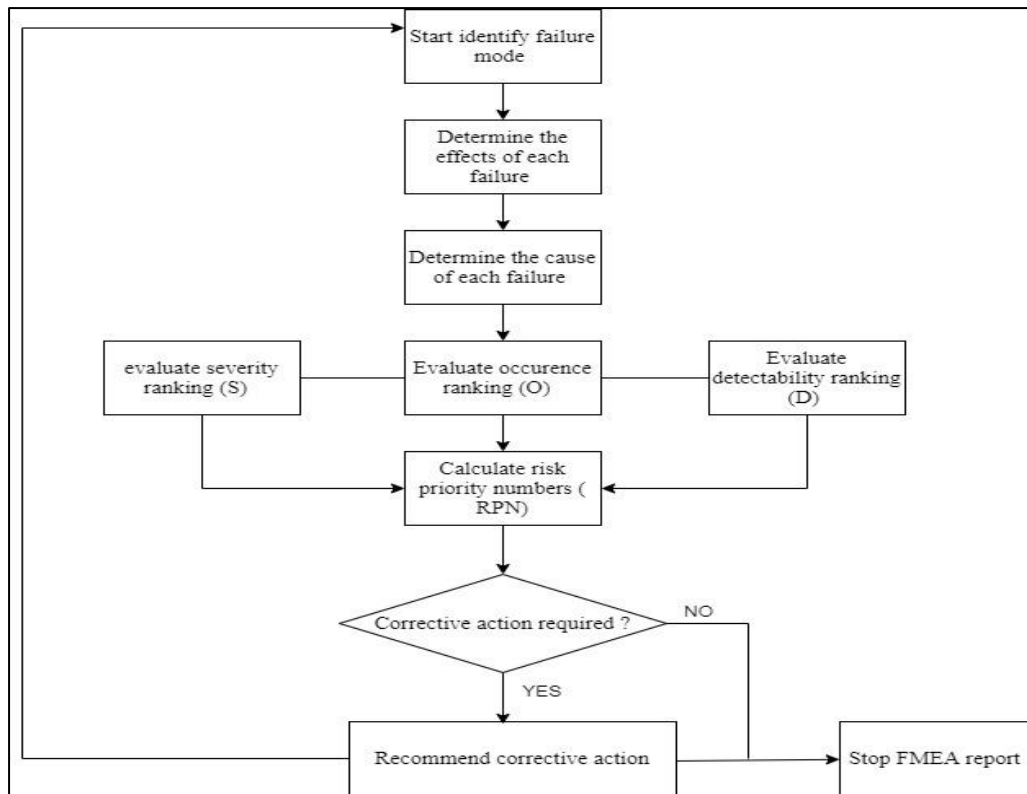 Start identify failure
mode
Determine the
effects of each
failure
Determine the cause
of each failure
evaluate severity
ranking (S)
Evaluate occurence
ranking (O)
Evaluate
detectability ranking
(D)
Calculate risk
priority numbers (
RPN)
Corrective action required ?
NO
YES
Recommend corrective action
Stop FMEA report